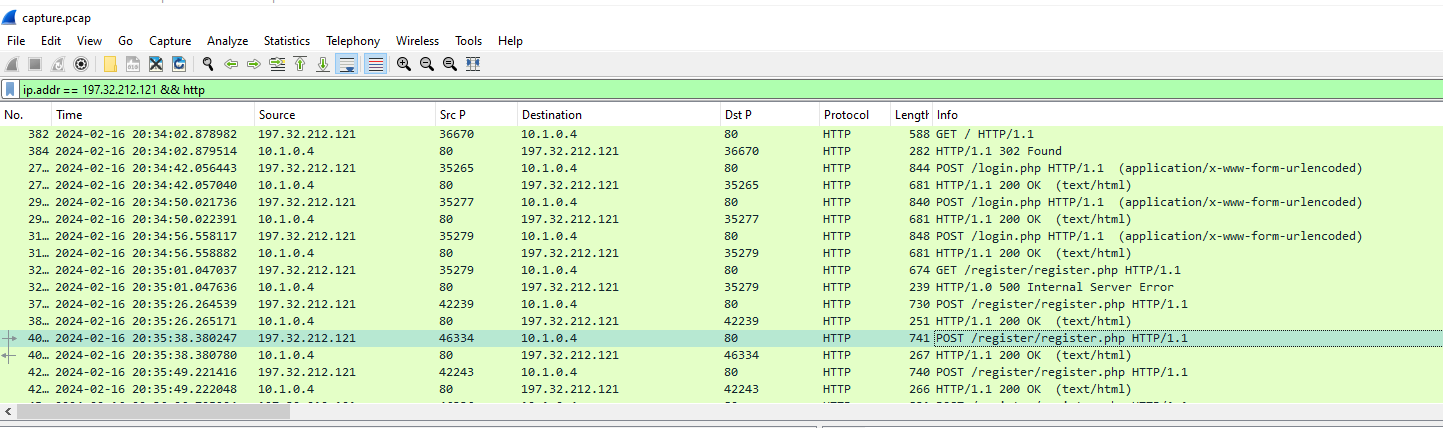 capture.pcap
File Edit View Go Capture Analyze Statistics Telephony Wireless Tools Help
ip.addr == 197.32.212.121 && http
No. Time Source Src P Destination Dst P Protocol Length Info
382 2024-02-16 20:34:02.878982 197.32.212.121 36670 10.1.0.4 80 HTTP 588 GET / HTTP/1.1
384 2024-02-16 20:34:02.879514 10.1.0.4 80 197.32.212.121 36670 HTTP 282 HTTP/1.1 302 Found
27… 2024-02-16 20:34:42.056443 197.32.212.121 35265 10.1.0.4 80 HTTP 844 POST /login.php HTTP/1.1 (application/x-www-form-urlencoded)
27… 2024-02-16 20:34:42.057040 10.1.0.4 80 197.32.212.121 35265 HTTP 681 HTTP/1.1 200 OK (text/html)
29… 2024-02-16 20:34:50.021736 197.32.212.121 35277 10.1.0.4 80 HTTP 840 POST /login.php HTTP/1.1 (application/x-www-form-urlencoded)
29… 2024-02-16 20:34:50.022391 10.1.0.4 80 197.32.212.121 35277 HTTP 681 HTTP/1.1 200 OK (text/html)
31… 2024-02-16 20:34:56.558117 197.32.212.121 35279 10.1.0.4 80 HTTP 848 POST /login.php HTTP/1.1 (application/x-www-form-urlencoded)
31… 2024-02-16 20:34:56.558882 10.1.0.4 80 197.32.212.121 35279 HTTP 681 HTTP/1.1 200 OK (text/html)
32… 2024-02-16 20:35:01.047037 197.32.212.121 35279 10.1.0.4 80 HTTP 674 GET /register/register.php HTTP/1.1
32… 2024-02-16 20:35:01.047636 10.1.0.4 80 197.32.212.121 35279 HTTP 239 HTTP/1.0 500 Internal Server Error
37… 2024-02-16 20:35:26.264539 197.32.212.121 42239 10.1.0.4 80 HTTP 730 POST /register/register.php HTTP/1.1
38… 2024-02-16 20:35:26.265171 10.1.0.4 80 197.32.212.121 42239 HTTP 251 HTTP/1.1 200 OK (text/html)
40… 2024-02-16 20:35:38.380247 197.32.212.121 46334 10.1.0.4 80 HTTP 741 POST /register/register.php HTTP/1.1
40… 2024-02-16 20:35:38.380780 10.1.0.4 80 197.32.212.121 46334 HTTP 267 HTTP/1.1 200 OK (text/html)
42… 2024-02-16 20:35:49.221416 197.32.212.121 42243 10.1.0.4 80 HTTP 740 POST /register/register.php HTTP/1.1
42… 2024-02-16 20:35:49.222048 10.1.0.4 80 197.32.212.121 42243 HTTP 266 HTTP/1.1 200 OK (text/html)